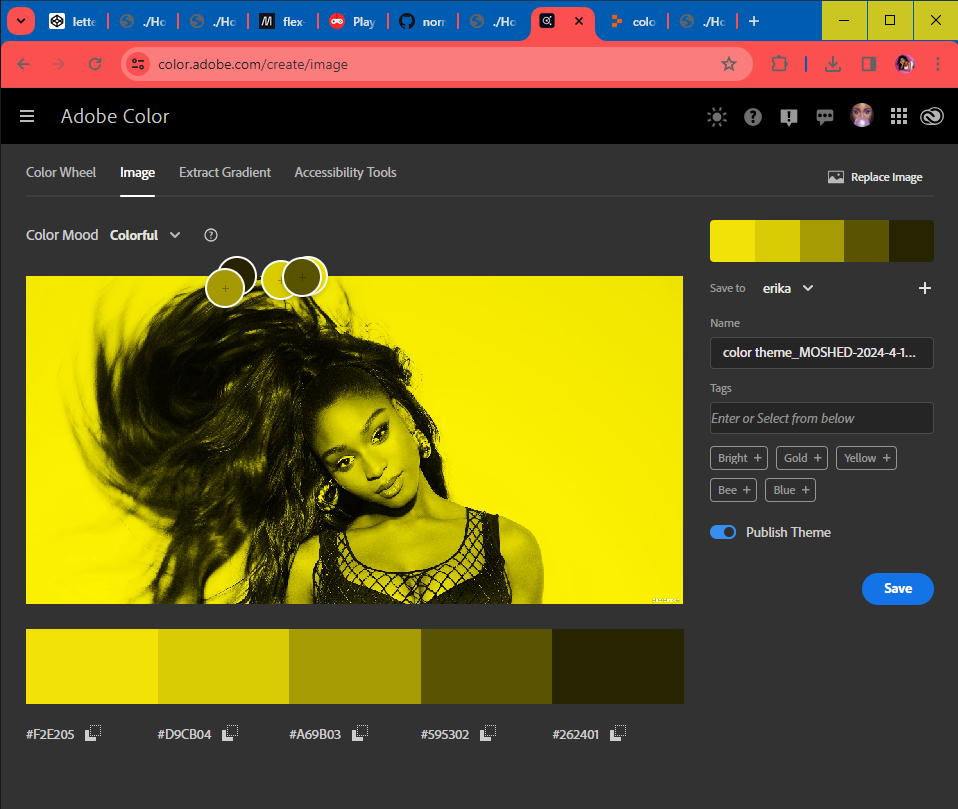 lette
./Ho
./Ho
M
flex-
Play
norm
./Ho
colo
./Ho
color.adobe.com/create/image
Adobe Color
Color Wheel
Image
Extract Gradient
Accessibility Tools
Replace Image
Color Mood
Colorful
Save to
erika
Name
color theme_MOSHED-2024-4-1...
Tags
Enter or Select from below
Bright +
Gold +
Yellow +
Bee +
Blue +
Publish Theme
Save
#F2E205
#D9CB04
#A69B03
#595302
#262401